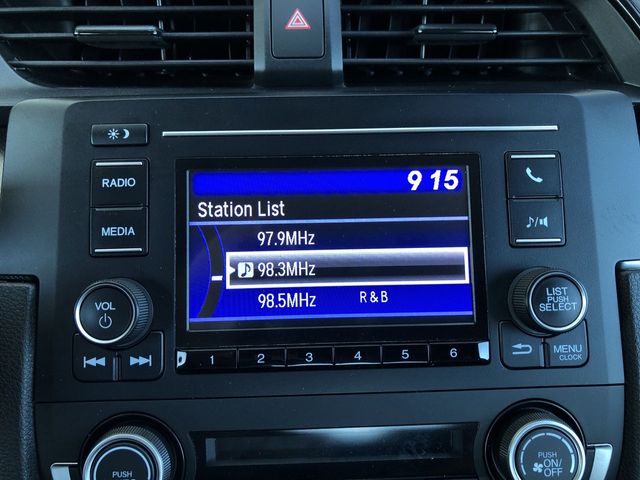 9 15
Station List
97.9MHz
98.3MHz
98.5MHz R & B
RADIO
MEDIA
VOL
1 2 3 4 5 6
LIST
PUSH
SELECT
MENU
CLOCK
PUSH
PUSH
ON/
OFF